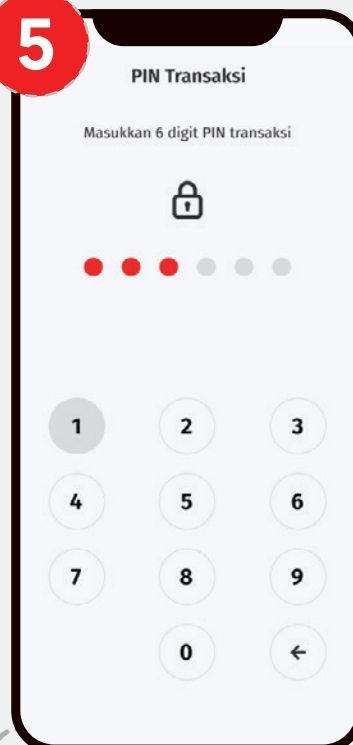 5
PIN Transaksi
Masukkan 6 digit PIN transaksi
1 2 3
4 5 6
7 8 9
0 ←